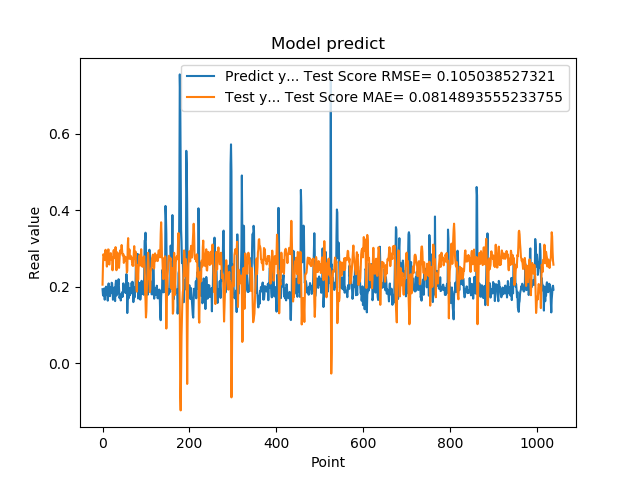 Model predict
Predict y... Test Score RMSE= 0.105038527321
Test y... Test Score MAE= 0.0814893555233755
0.6
0.4
0.2
0.0
Real value
0 200 400 600 800 1000
Point